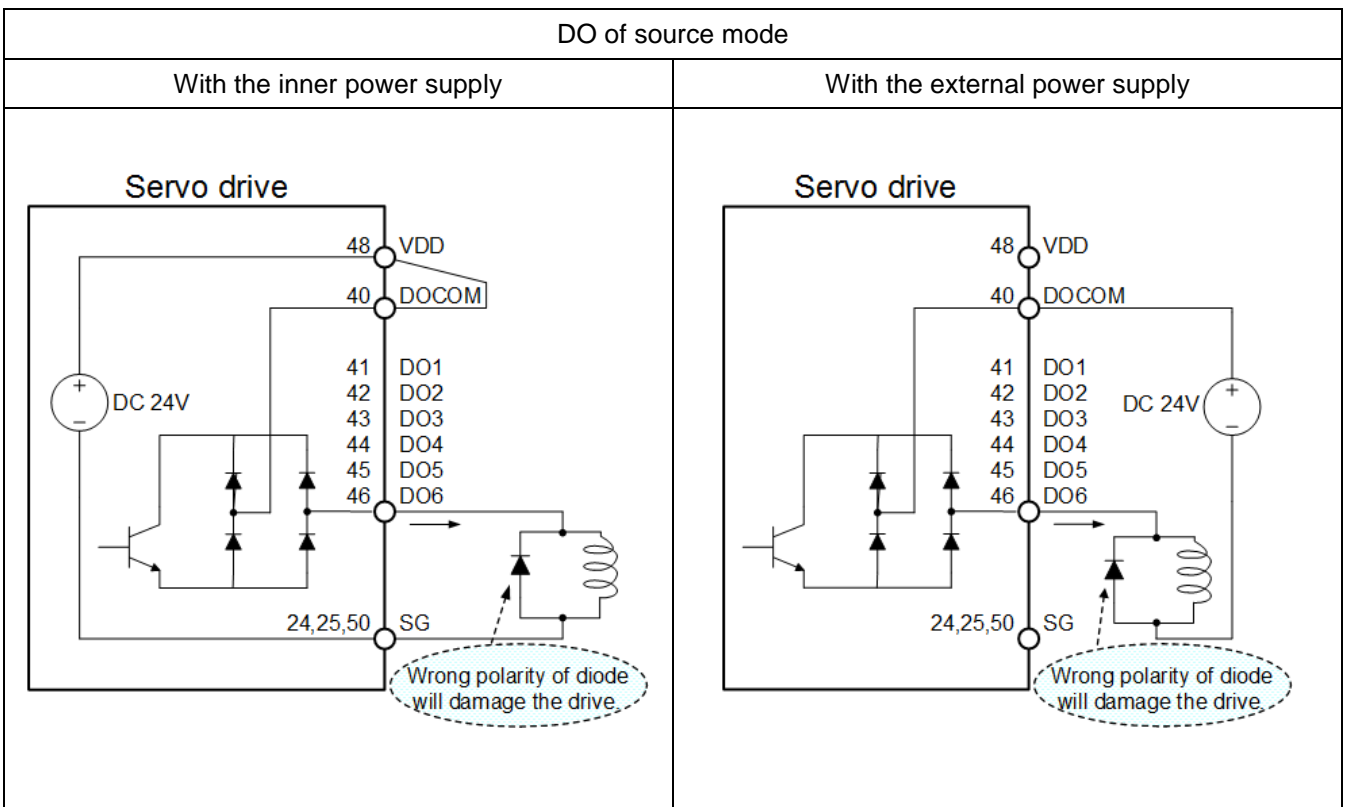 DO of source mode
With the inner power supply
With the external power supply
Servo drive
48 VDD
40 DOCOM
41 DO1
42 DO2
43 DO3
44 DO4
45 DO5
46 DO6
+
DC 24V
−
24,25,50 SG
Wrong polarity of diode
will damage the drive.
Servo drive
48 VDD
40 DOCOM
41 DO1
42 DO2
43 DO3
44 DO4
45 DO5
46 DO6
+
DC 24V
−
24,25,50 SG
Wrong polarity of diode
will damage the drive.